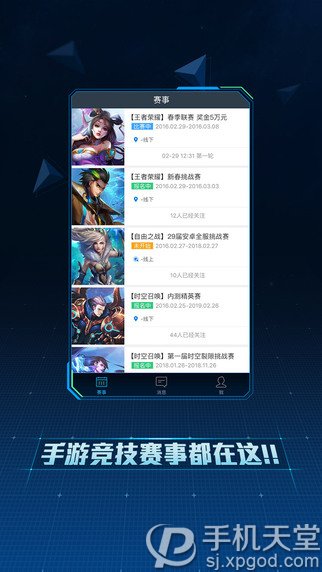 赛事
【王者荣耀】春季联赛 奖金5万元
比赛中 2016.02.29-2018.03.08
-线下
02-29 12:31 第一轮
【王者荣耀】新春挑战赛
报名中 2016.02.29-2019.03.03
-线下
12人已经关注
【自由之战】29届安卓全服挑战赛
未开始 2016.02.27-2018.02.27
-线上
10人已经关注
【时空召唤】内测精英赛
报名中 2016.02.25-2019.02.26
-线下
44人已经关注
【时空召唤】第一届时空裂隙挑战赛
报名中 2018.01.26-2018.11.26
赛事 消息 我
手游竞技赛事都在这!!
手机天堂
sj.xpgod.com